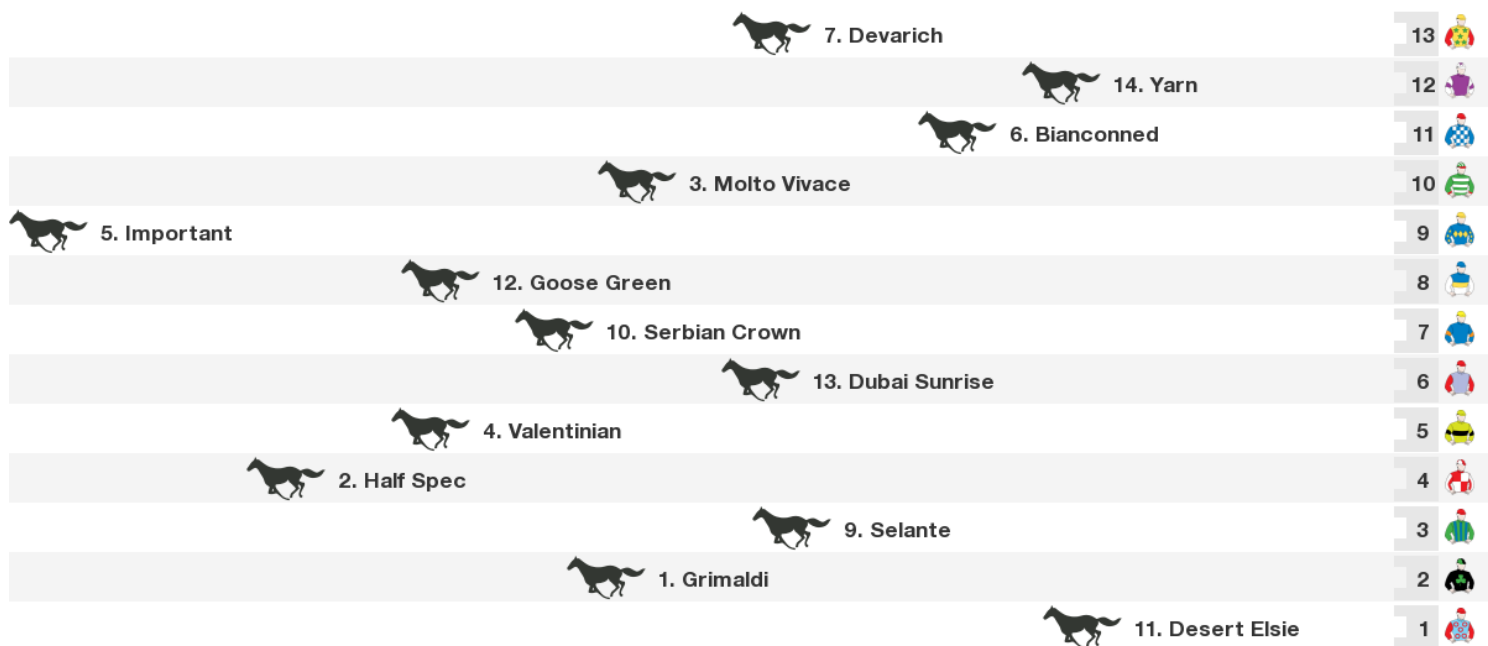 7. Devarich 13
14. Yarn 12
6. Bianconned 11
3. Molto Vivace 10
5. Important 9
12. Goose Green 8
10. Serbian Crown 7
13. Dubai Sunrise 6
4. Valentinian 5
2. Half Spec 4
9. Selante 3
1. Grimaldi 2
11. Desert Elsie 1